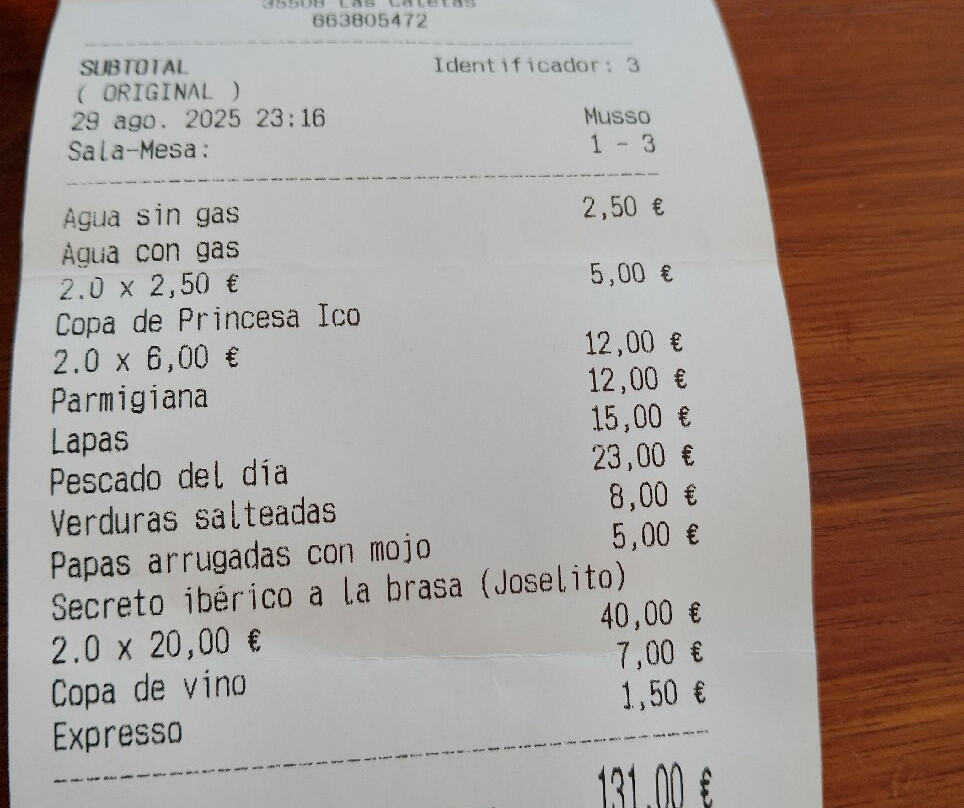 35508 Las Caletas
663805472
SUBTOTAL Identificador: 3
( ORIGINAL )
29 ago. 2025 23:16 Musso
Sala-Mesa: 1 - 3
Agua sin gas 2,50 €
Agua con gas
2.0 x 2,50 € 5,00 €
Copa de Princesa Ico
2.0 x 6,00 € 12,00 €
Parmigiana 12,00 €
Lapas 15,00 €
Pescado del día 23,00 €
Verduras salteadas 8,00 €
Papas arrugadas con mojo 5,00 €
Secreto ibérico a la brasa (Joselito)
2.0 x 20,00 € 40,00 €
Copa de vino 7,00 €
Expresso 1,50 €
131,00 €